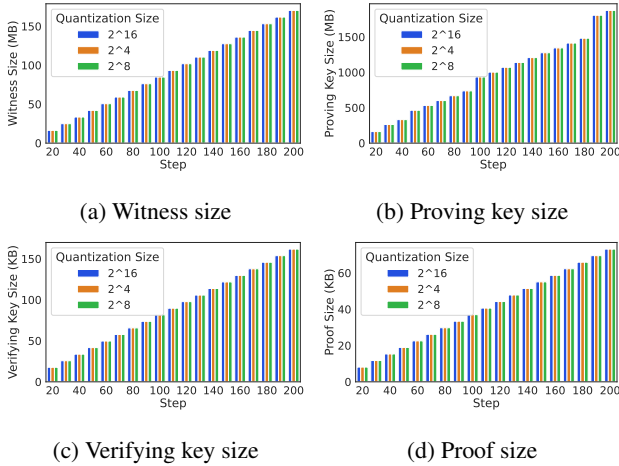 Witness Size (MB)
150
100
50
0
Quantization Size
2^16
2^4
2^8
20 40 60 80 100 120 140 160 180 200
Step
(a) Witness size
Proving Key Size (MB)
1500
1000
500
0
Quantization Size
2^16
2^4
2^8
20 40 60 80 100 120 140 160 180 200
Step
(b) Proving key size
Verifying Key Size (KB)
150
100
50
0
Quantization Size
2^16
2^4
2^8
20 40 60 80 100 120 140 160 180 200
Step
(c) Verifying key size
Proof Size (KB)
60
40
20
0
Quantization Size
2^16
2^4
2^8
20 40 60 80 100 120 140 160 180 200
Step
(d) Proof size